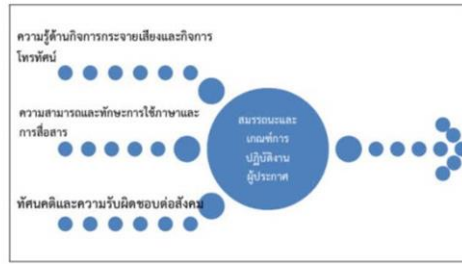 ความรู้ด้านกิจการกระจายเสียงและกิจการ
โทรทัศน์
ความสามารถและทักษะการใช้ภาษาและ
การสื่อสาร
ทัศนคติและความรับผิดชอบต่อสังคม
สมรรถนะและ
เกณฑ์การ
ปฏิบัติงาน
ผู้ประกาศ